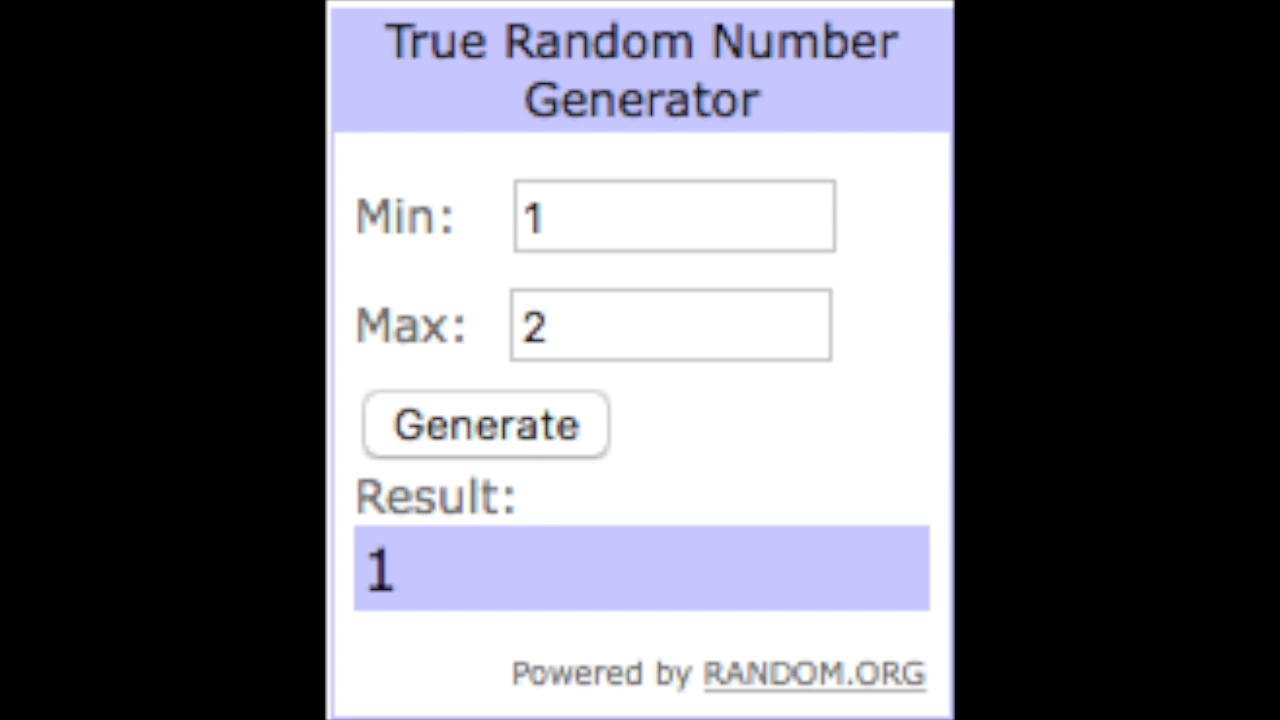 True Random Number
Generator
Min: 1
Max: 2
Generate
Result:
1
Powered by RANDOM.ORG